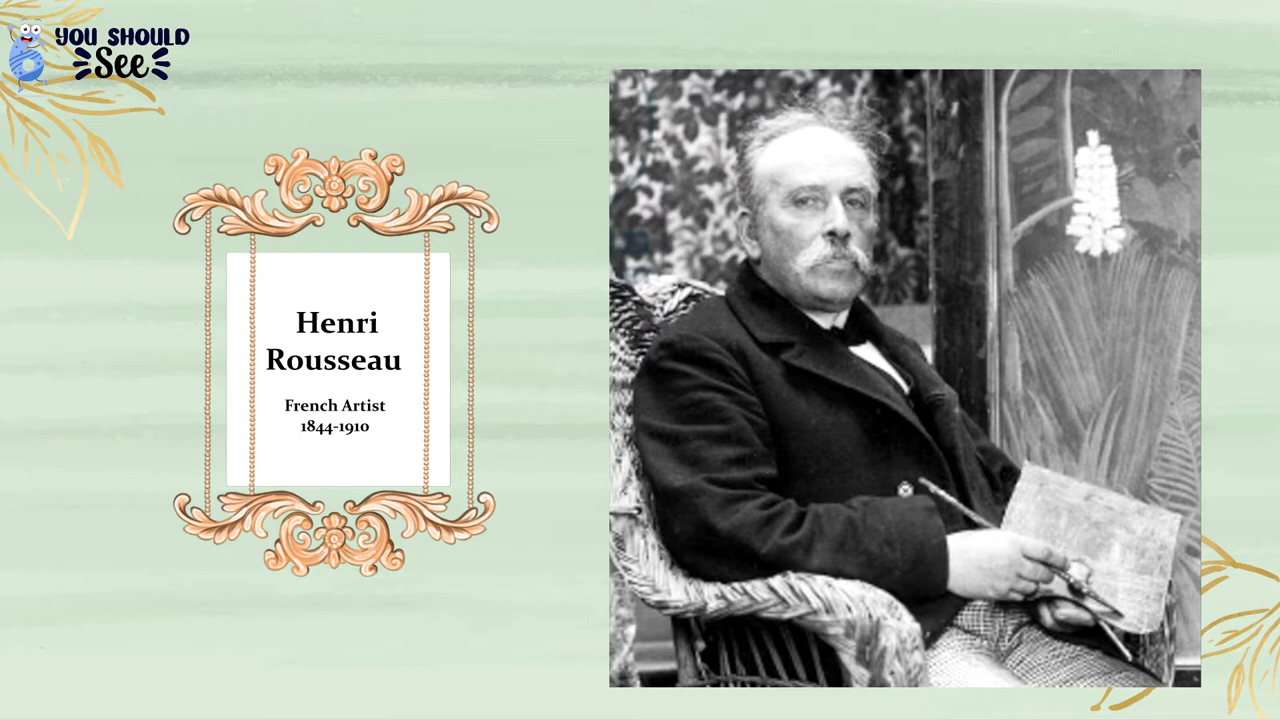 YOU SHOULD
See
Henri
Rousseau
French Artist
1844-1910